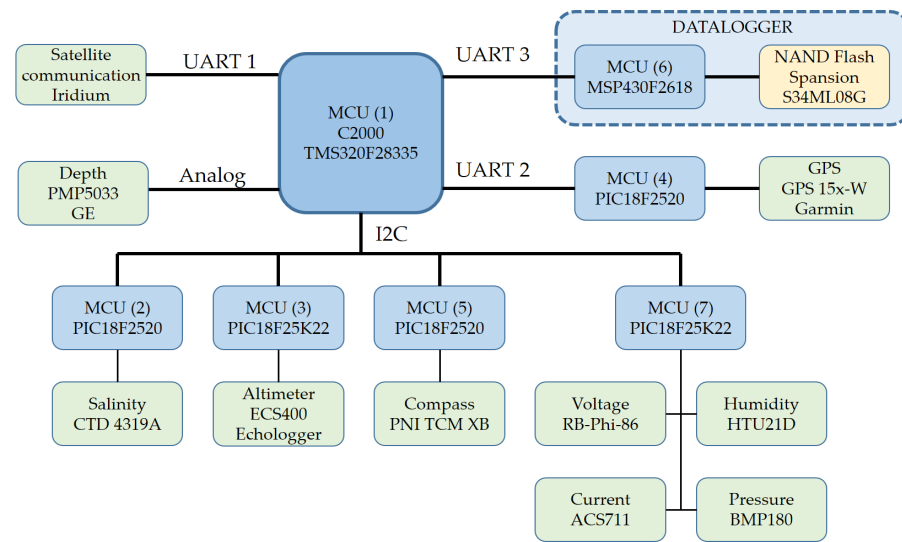 DATALOGGER
Satellite
communication
Iridium
UART 1
MCU (1)
C2000
TMS320F28335
UART 3
MCU (6)
MSP430F2618
NAND Flash
Spansion
S34ML08G
Depth
PMP5033
GE
Analog
UART 2
MCU (4)
PIC18F2520
GPS
GPS 15x-W
Garmin
I2C
MCU (2)
PIC18F2520
MCU (3)
PIC18F25K22
MCU (5)
PIC18F2520
MCU (7)
PIC18F25K22
Salinity
CTD 4319A
Altimeter
ECS400
Echologger
Compass
PNI TCM XB
Voltage
RB-Phi-86
Humidity
HTU21D
Current
ACS711
Pressure
BMP180